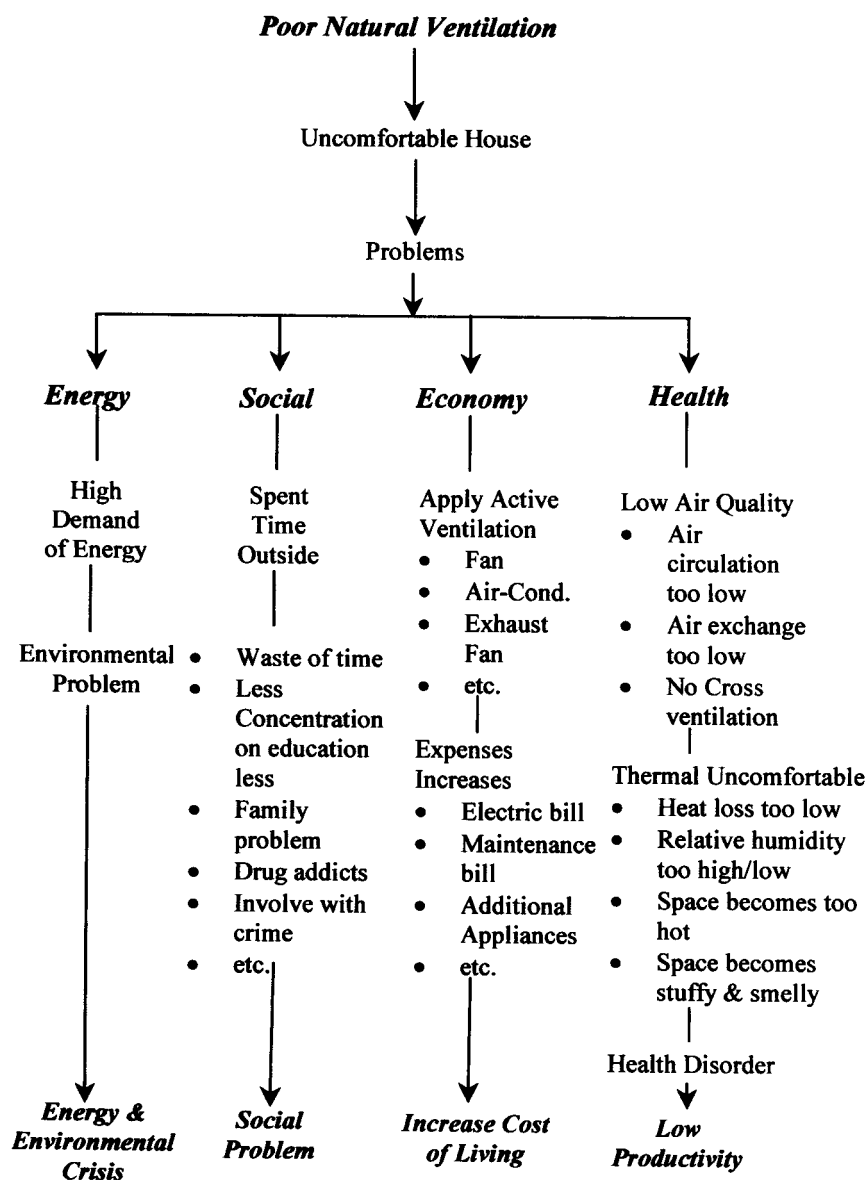 Poor Natural Ventilation
Uncomfortable House
Problems
Energy
High
Demand
of Energy
Environmental
Problem
Energy &
Environmental
Crisis
Social
Spent
Time
Outside
• Waste of time
• Less
Concentration
on education
less
• Family
problem
• Drug addicts
• Involve with
crime
• etc.
Social
Problem
Economy
Apply Active
Ventilation
• Fan
• Air-Cond.
• Exhaust
Fan
• etc.
Expenses
Increases
• Electric bill
• Maintenance
bill
• Additional
Appliances
• etc.
Increase Cost
of Living
Health
Low Air Quality
• Air
circulation
too low
• Air exchange
too low
• No Cross
ventilation
Thermal Uncomfortable
• Heat loss too low
• Relative humidity
too high/low
• Space becomes too
hot
• Space becomes
stuffy & smelly
Health Disorder
Low
Productivity